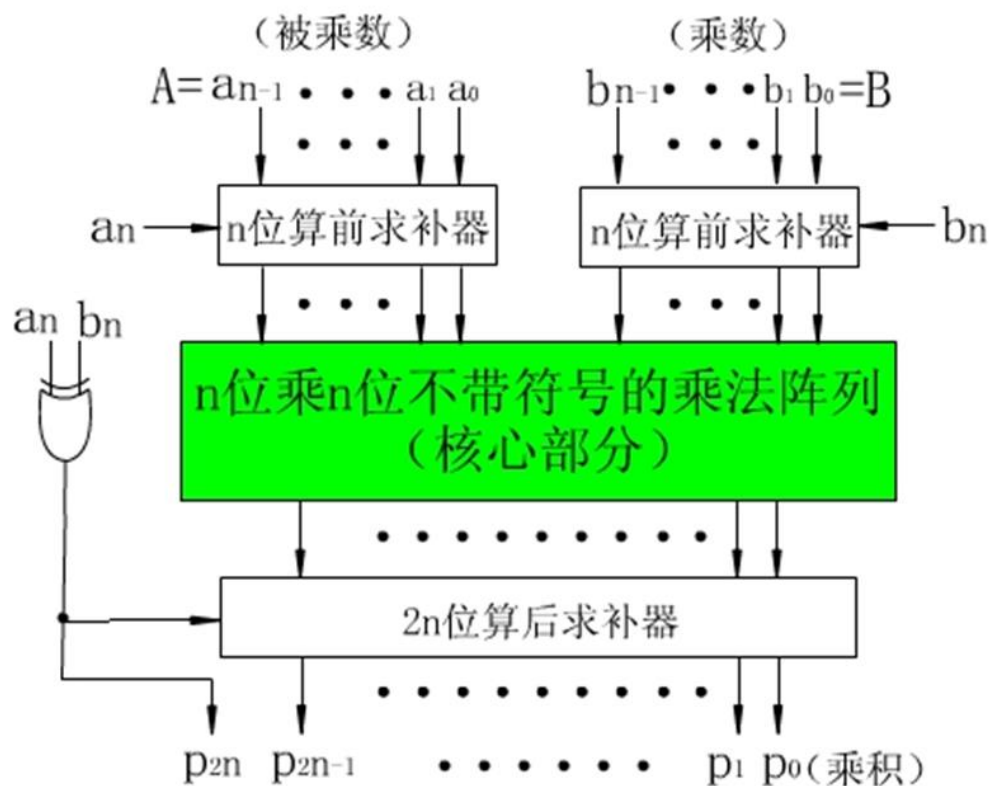 （被乘数） （乘数）
A=an-1 • • • a1 a0 bn-1 • • • b1 b0=B
an n位算前求补器 n位算前求补器 bn
an bn
n位乘n位不带符号的乘法阵列
（核心部分）
2n位算后求补器
p2n p2n-1 • • • • • • p1 p0(乘积)